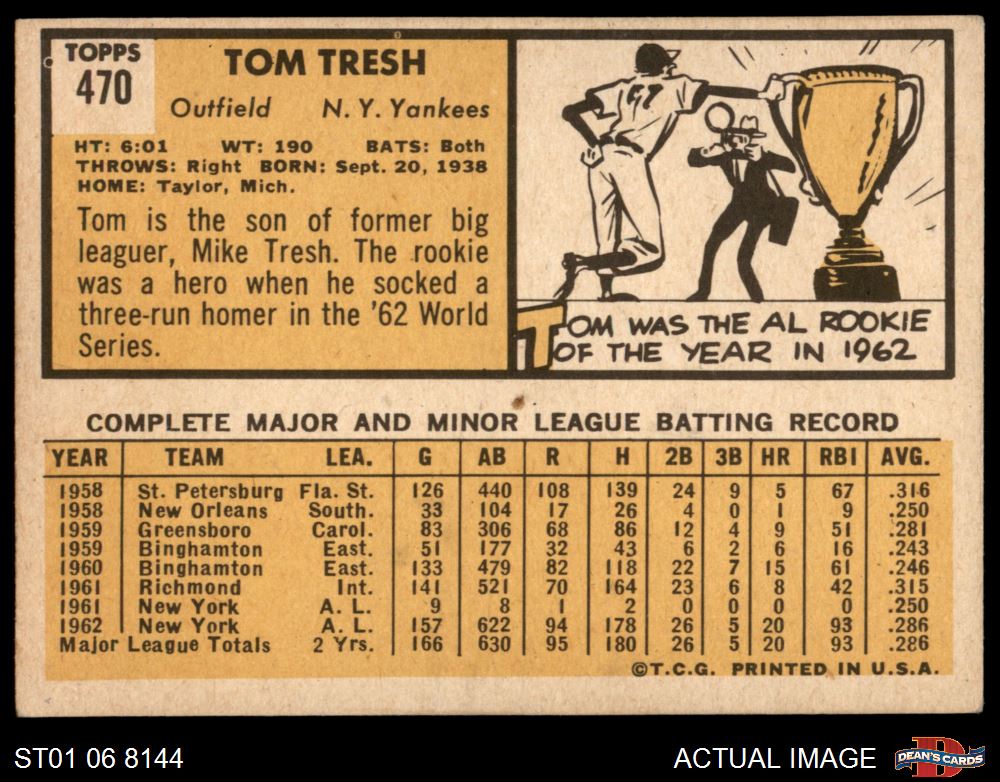 TOPPS
470
TOM TRESH
Outfield N. Y. Yankees
HT: 6:01 WT: 190 BATS: Both
THROWS: Right BORN: Sept. 20, 1938
HOME: Taylor, Mich.
Tom is the son of former big
leaguer, Mike Tresh. The rookie
was a hero when he socked a
three-run homer in the '62 World
Series.
TOM WAS THE AL ROOKIE
OF THE YEAR IN 1962
COMPLETE MAJOR AND MINOR LEAGUE BATTING RECORD
YEAR TEAM LEA. G AB R H 2B 3B HR RBI AVG.
1958 St. Petersburg Fla. St. 126 440 108 139 24 9 5 67 .316
1958 New Orleans South. 33 104 17 26 4 0 1 9 .250
1959 Greensboro Carol. 83 306 68 86 12 4 9 51 .281
1959 Binghamton East. 51 177 32 43 6 2 6 16 .243
1960 Binghamton East. 133 479 82 118 22 7 15 61 .246
1961 Richmond Int. 141 521 70 164 23 6 8 42 .315
1961 New York A. L. 9 8 1 2 0 0 0 0 .250
1962 New York A. L. 157 622 94 178 26 5 20 93 .286
Major League Totals 2 Yrs. 166 630 95 180 26 5 20 93 .286
©T.C.G. PRINTED IN U.S.A.
ST01 06 8144 ACTUAL IMAGE
DEAN'S CARDS